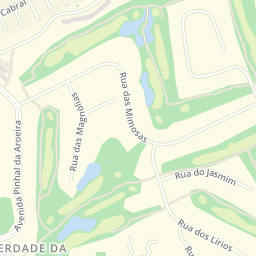 Cabral
Rua das Mimosas
Rua das Magnólias
Avenida Pinhal da Aroeira
Rua do Jasmim
Rua dos Lírios
ERDADE DA